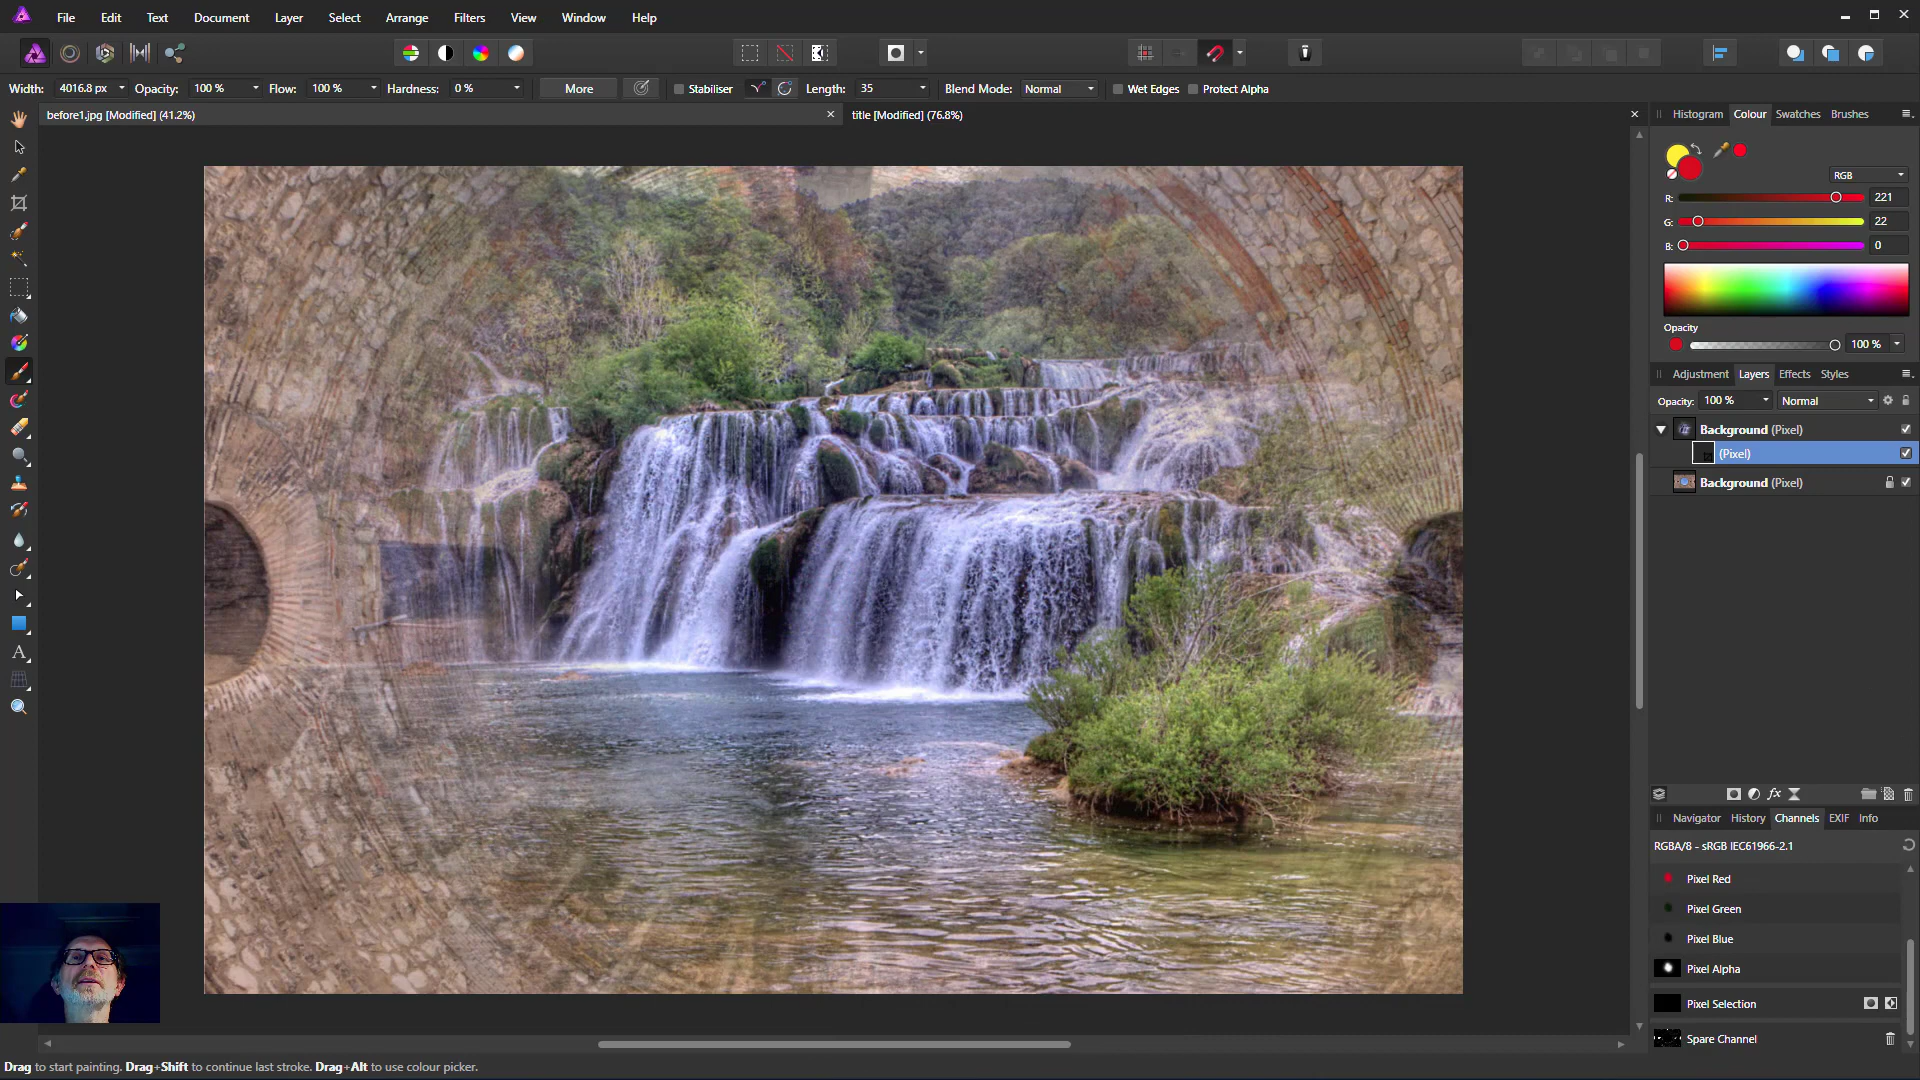 File Edit Text Document Layer Select Arrange Filters View Window Help
Width: 4016.8 px Opacity: 100 % Flow: 100 % Hardness: 0 % More Stabiliser Length: 35 Blend Mode: Normal Wet Edges Protect Alpha
before1.jpg [Modified] (41.2%) title [Modified] (76.8%)
Histogram Colour Swatches Brushes
RGB
R: 221
G: 22
B: 0
Opacity
100 %
Adjustment Layers Effects Styles
Opacity: 100 % Normal
Background (Pixel)
(Pixel)
Background (Pixel)
fx
Navigator History Channels EXIF Info
RGBA/8 - sRGB IEC61966-2.1
Pixel Red
Pixel Green
Pixel Blue
Pixel Alpha
Pixel Selection
Spare Channel
Drag to start painting. Drag+Shift to continue last stroke. Drag+Alt to use colour picker.